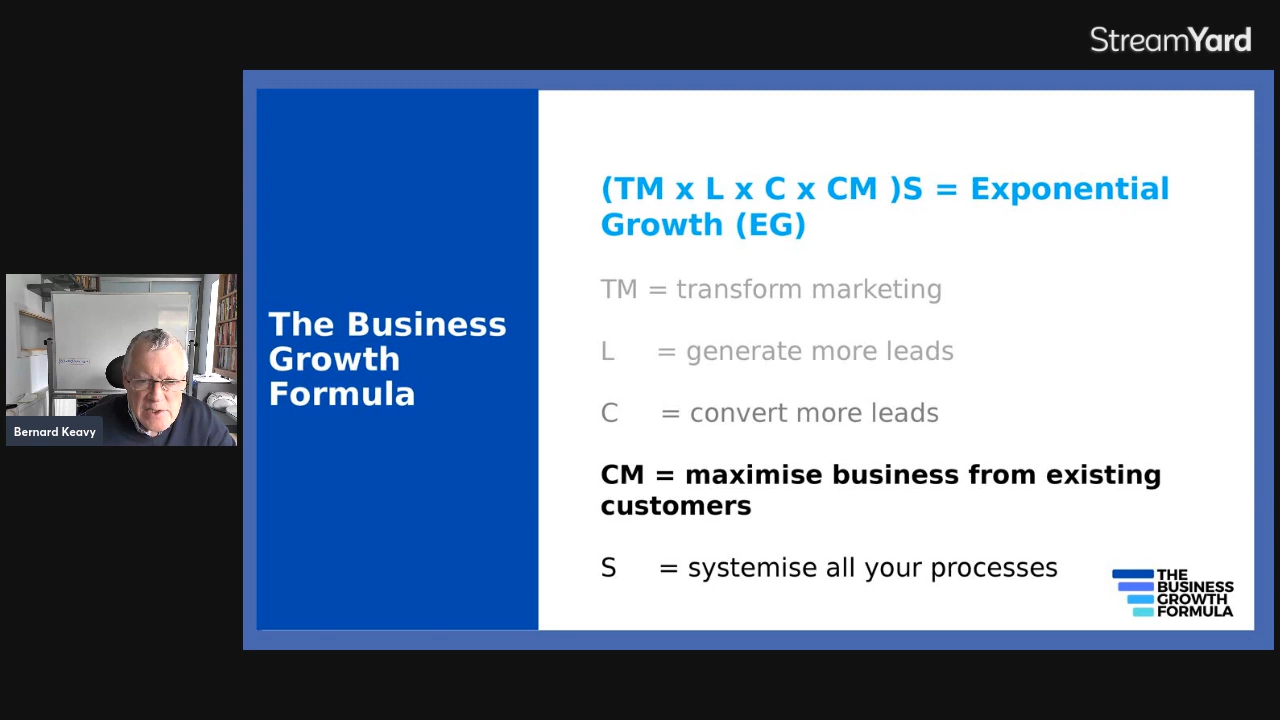 StreamYard
(TM x L x C x CM )S = Exponential
Growth (EG)
TM = transform marketing
L = generate more leads
The Business
Growth
Formula
C = convert more leads
CM = maximise business from existing
customers
S = systemise all your processes
THE
BUSINESS
GROWTH
FORMULA
Bernard Keavy